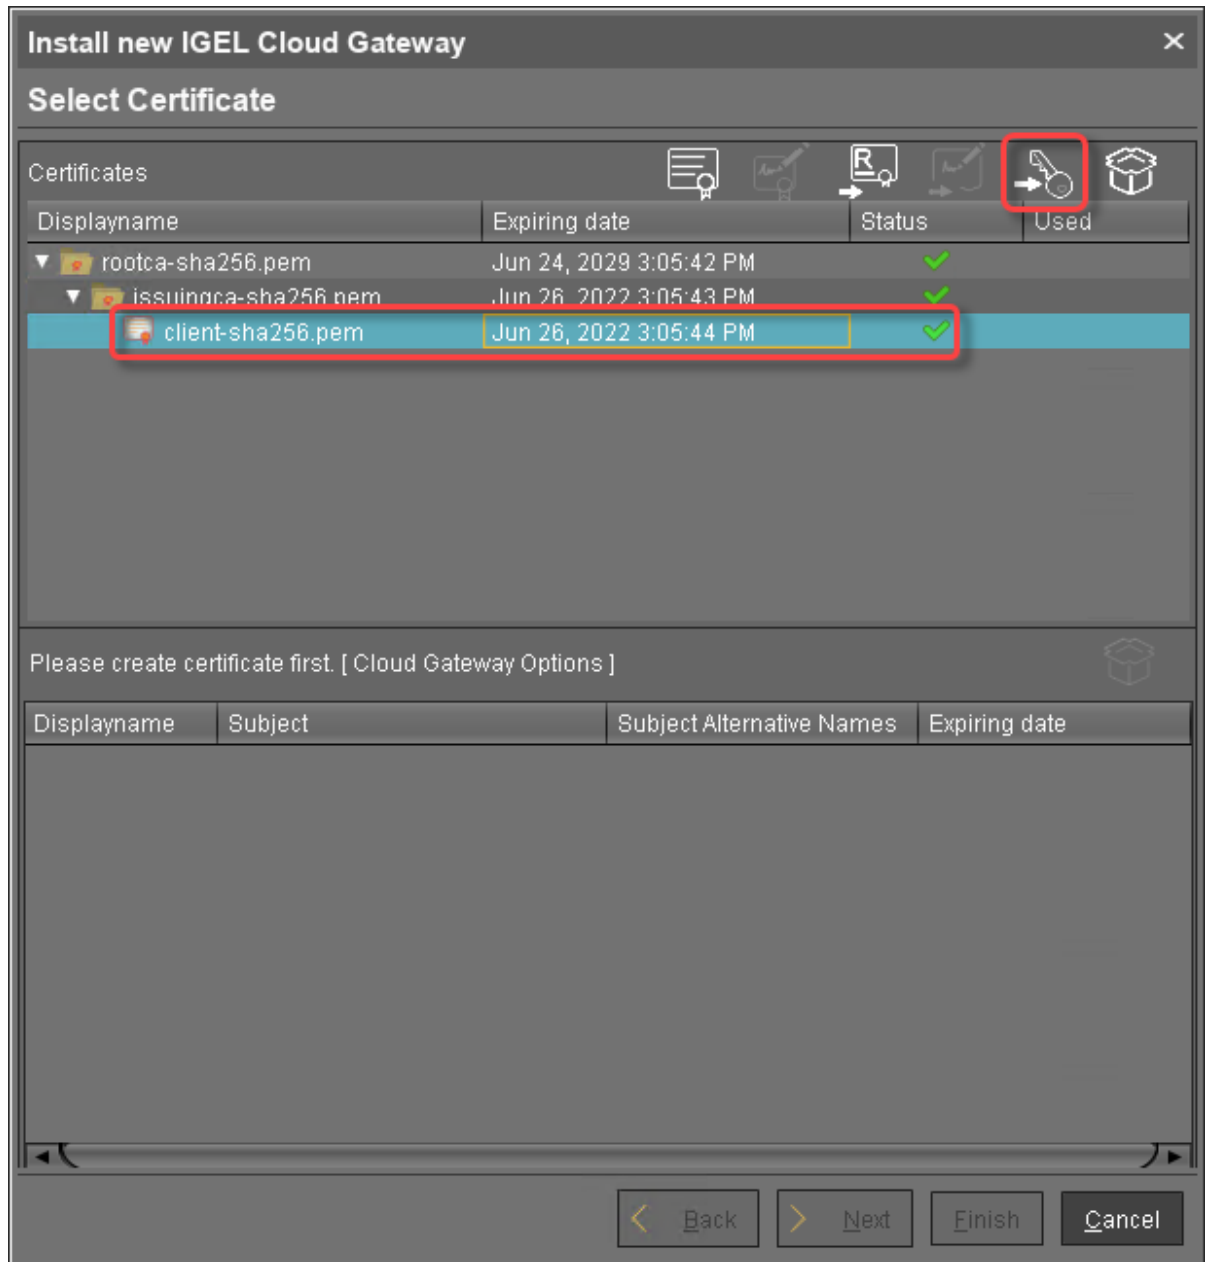 Install new IGEL Cloud Gateway
Select Certificate
Certificates
R
Displayname Expiring date Status Used
rootca-sha256.pem Jun 24, 2029 3:05:42 PM
issuingca-sha256.pem Jun 26, 2022 3:05:43 PM
client-sha256.pem Jun 26, 2022 3:05:44 PM
Please create certificate first. [ Cloud Gateway Options ]
Displayname Subject Subject Alternative Names Expiring date
Back Next Finish Cancel